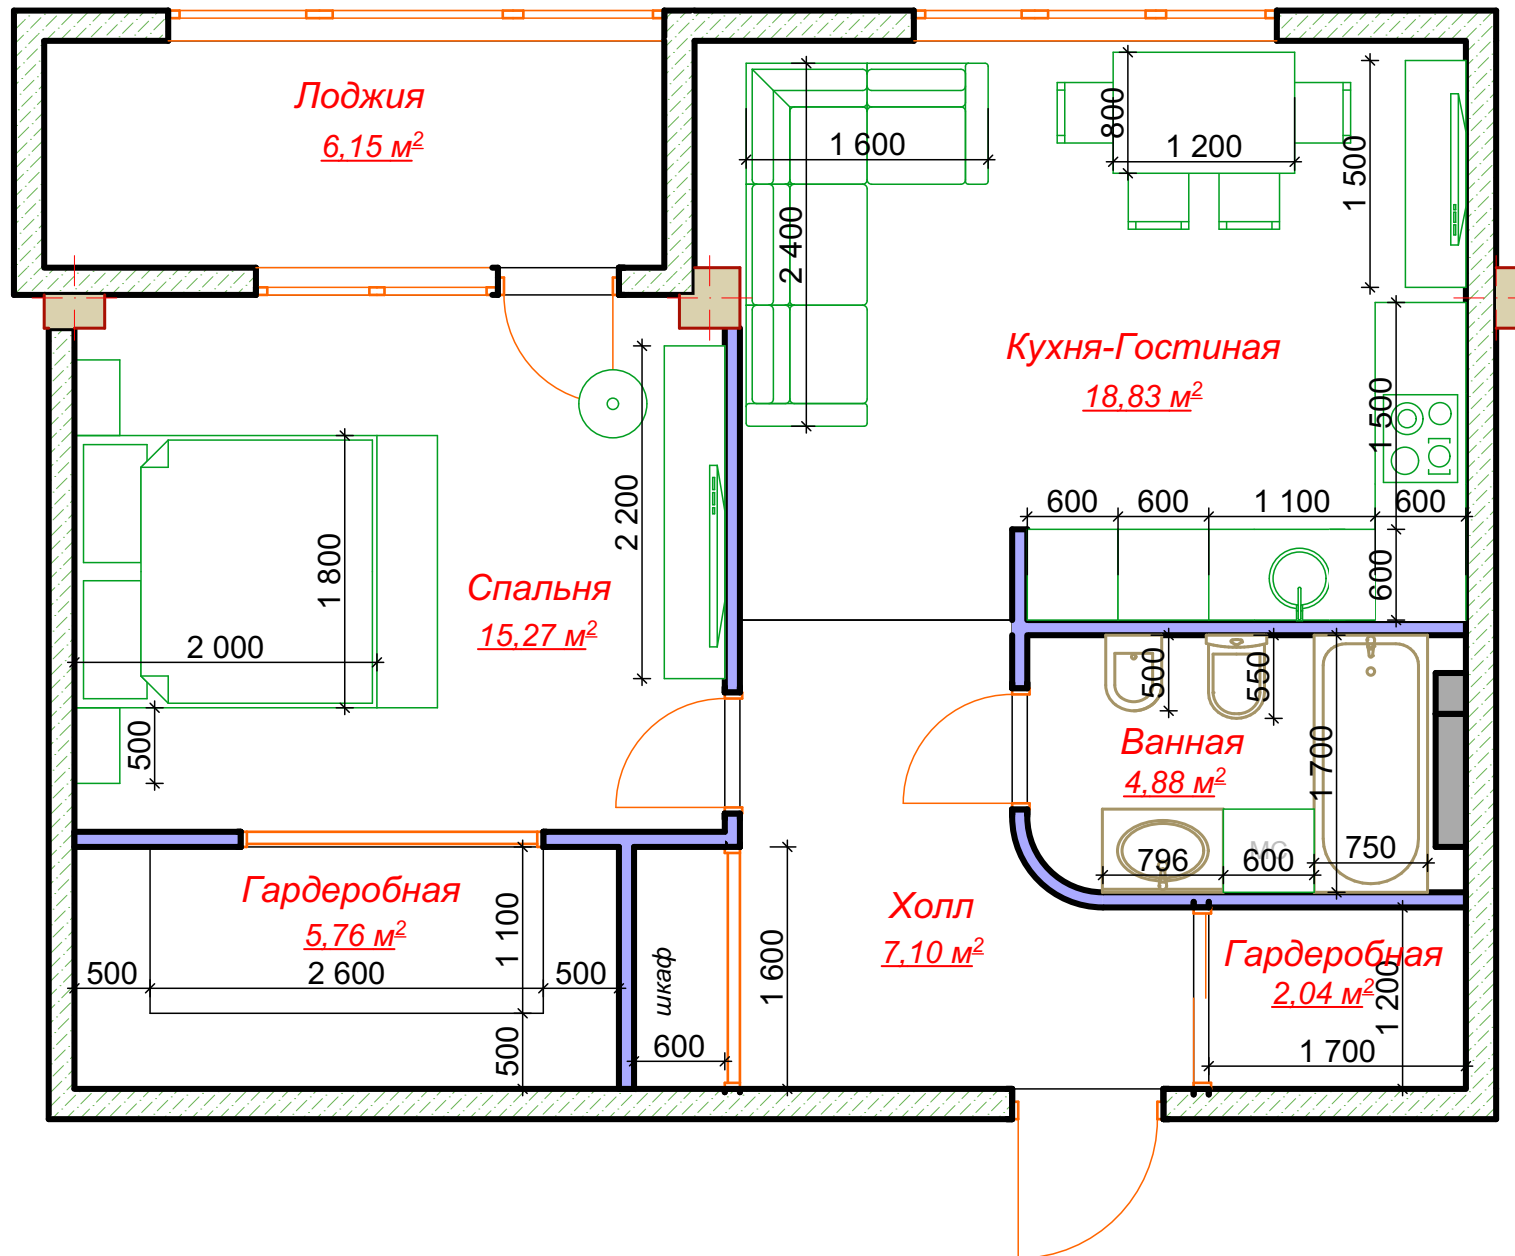 Лоджия
6,15 м²
1 600
2 400
800
1 200
1 500
Кухня-Гостиная
18,83 м²
1 500
600
600
1 100
600
600
2 200
1 800
Спальня
15,27 м²
2 000
500
500
550
Ванная
4,88 м²
1 700
МС
796
600
750
Гардеробная
5,76 м²
1 100
500
2 600
500
500
шкаф
600
1 600
Холл
7,10 м²
Гардеробная
2,04 м²
1 200
1 700